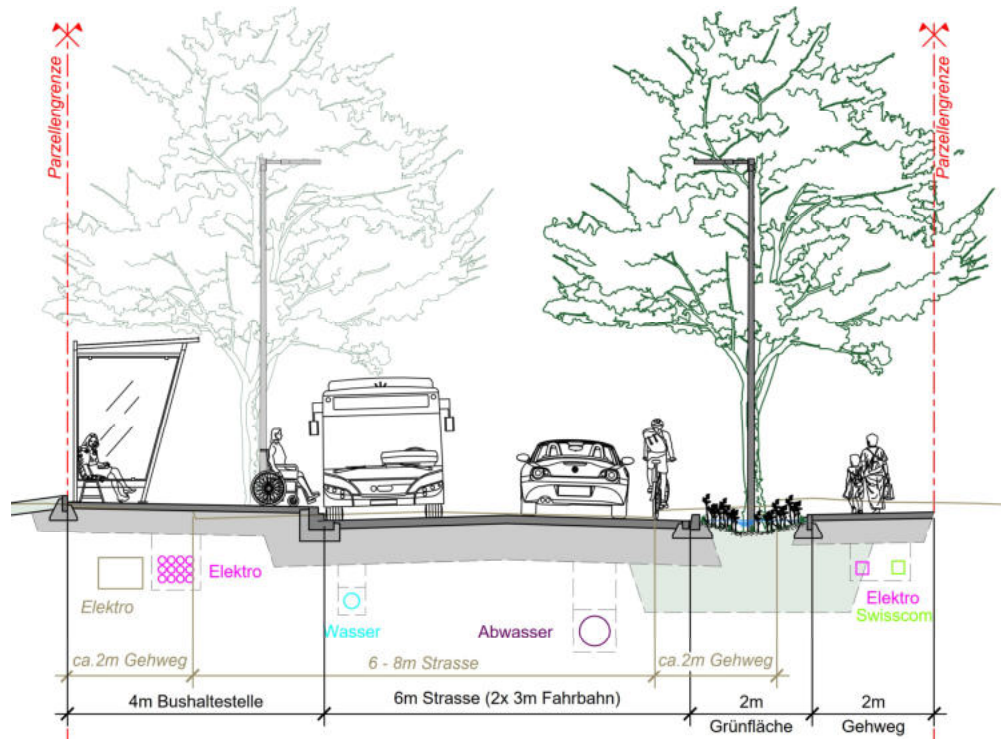 Parzellengrenze
Parzellengrenze
Elektro
Elektro
Wasser
Abwasser
Elektro
Swisscom
ca.2m Gehweg
6 - 8m Strasse
ca.2m Gehweg
4m Bushaltestelle
6m Strasse (2x 3m Fahrbahn)
2m
Grünfläche
2m
Gehweg